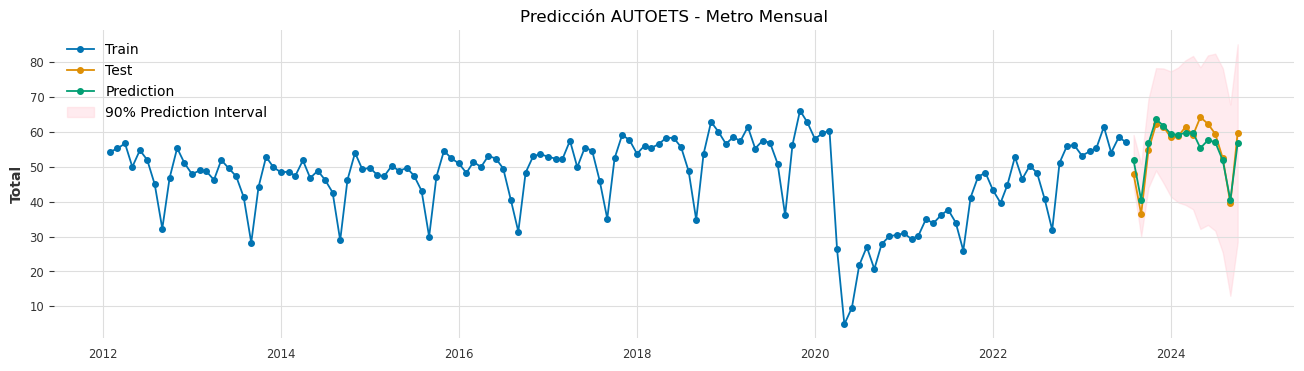 Predicción AUTOETS - Metro Mensual
Train
Test
Prediction
90% Prediction Interval
Total
80
70
60
50
40
30
20
10
2012
2014
2016
2018
2020
2022
2024